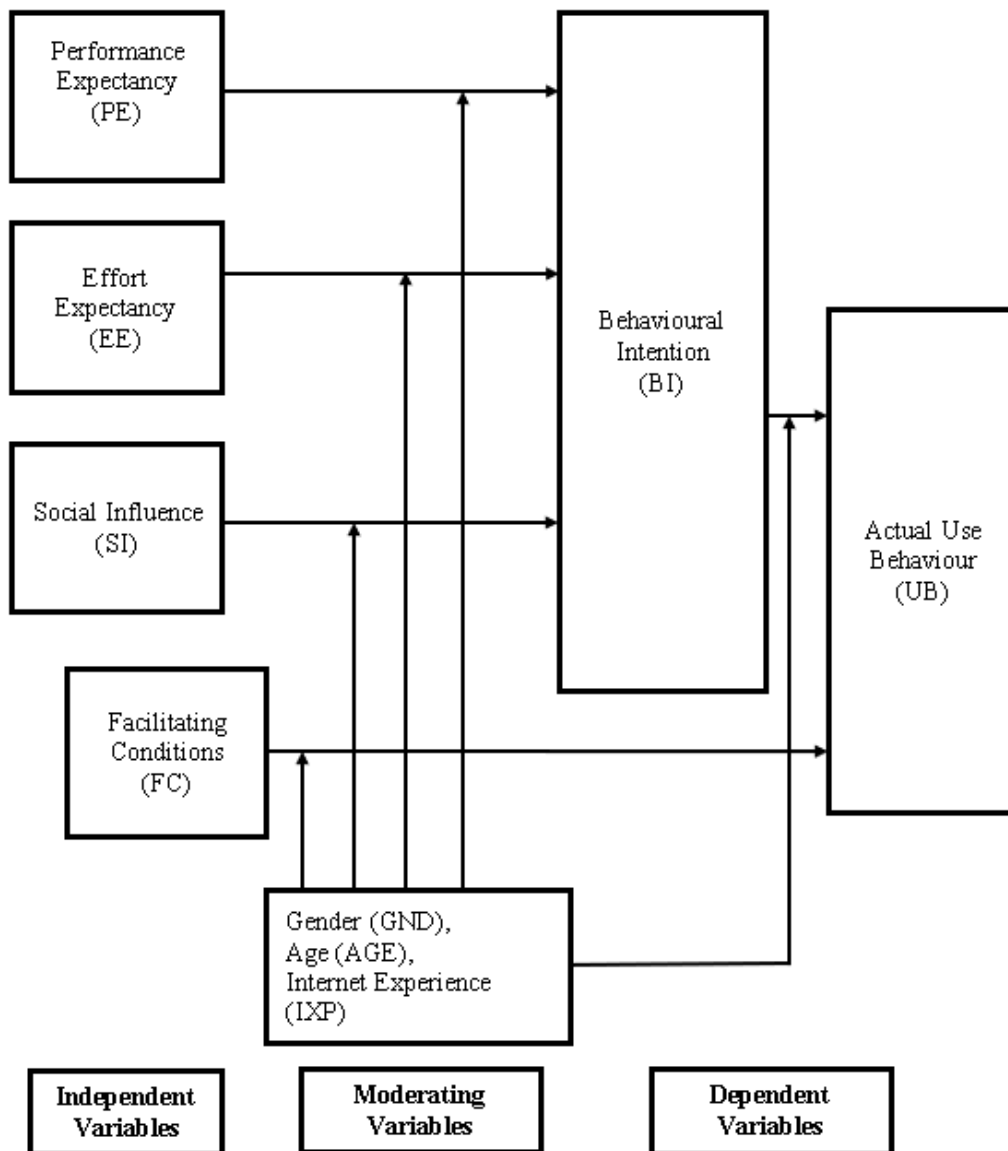 Performance
Expectancy
(PE)
Effort
Expectancy
(EE)
Social Influence
(SI)
Facilitating
Conditions
(FC)
Behavioural
Intention
(BI)
Actual Use
Behaviour
(UB)
Gender (GND),
Age (AGE),
Internet Experience
(IXP)
Independent
Variables
Moderating
Variables
Dependent
Variables